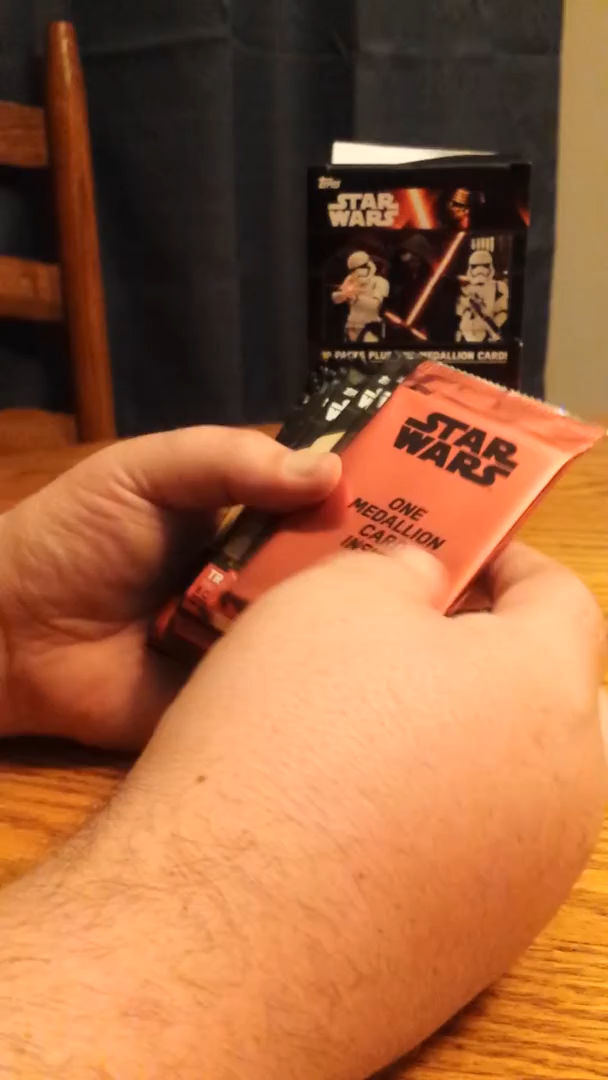 topps
STAR
WARS
PACKS PLUS MEDALLION CARD!
STAR
WARS
ONE
MEDALLION